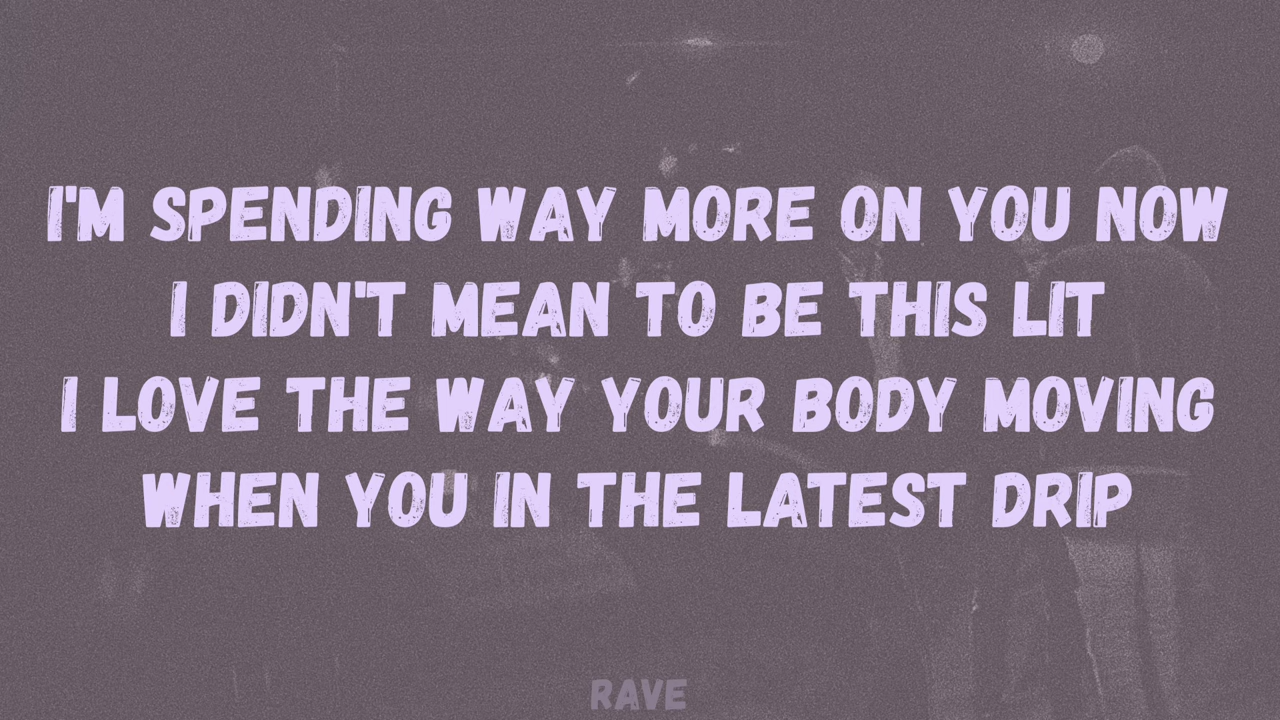 I'M SPENDING WAY MORE ON YOU NOW
I DIDN'T MEAN TO BE THIS LIT
I LOVE THE WAY YOUR BODY MOVING
WHEN YOU IN THE LATEST DRIP
RAVE